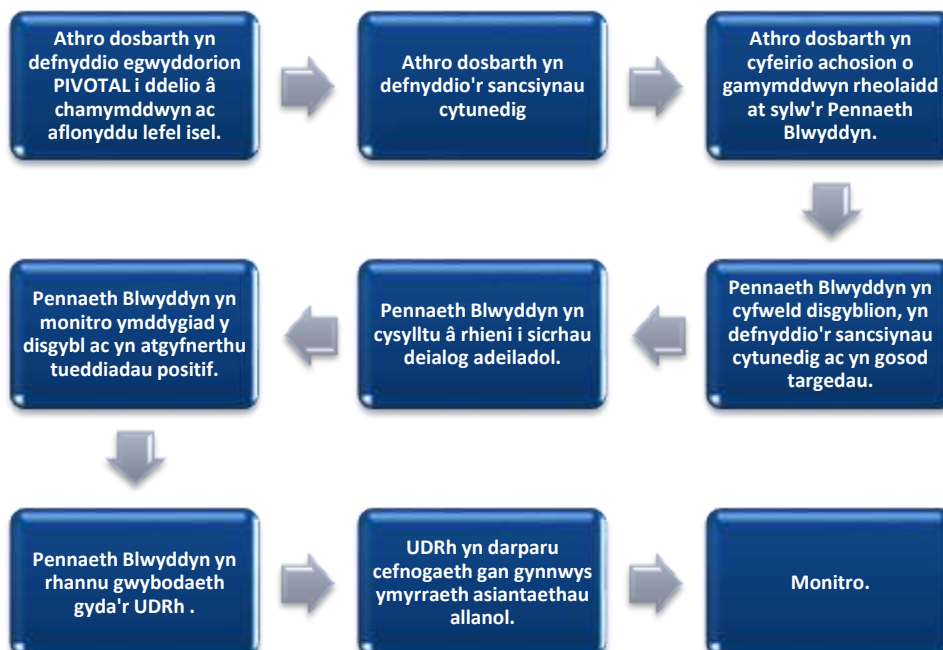 Athro dosbarth yn
defnyddio egwyddorion
PIVOTAL i ddelio â
chamymddwyn ac
aflonyddu lefel isel.
Athro dosbarth yn
defnyddio'r sancsiynau
cytunedig
Athro dosbarth yn
cyfeirio achosion o
gamymddwyn rheolaidd
at sylw'r Pennaeth
Blwyddyn.
Pennaeth Blwyddyn yn
cyfweld disgyblion, yn
defnyddio'r sancsiynau
cytunedig ac yn gosod
targedau.
Pennaeth Blwyddyn yn
cysylltu â rhieni i sicrhau
deialog adeiladol.
Pennaeth Blwyddyn yn
monitro ymddygiad y
disgybl ac yn atgyfnerthu
tueddiadau positif.
Pennaeth Blwyddyn yn
rhannu gwybodaeth
gyda'r UDRh .
UDRh yn darparu
cefnogaeth gan gynnwys
ymyrraeth asiantaethau
allanol.
Monitro.